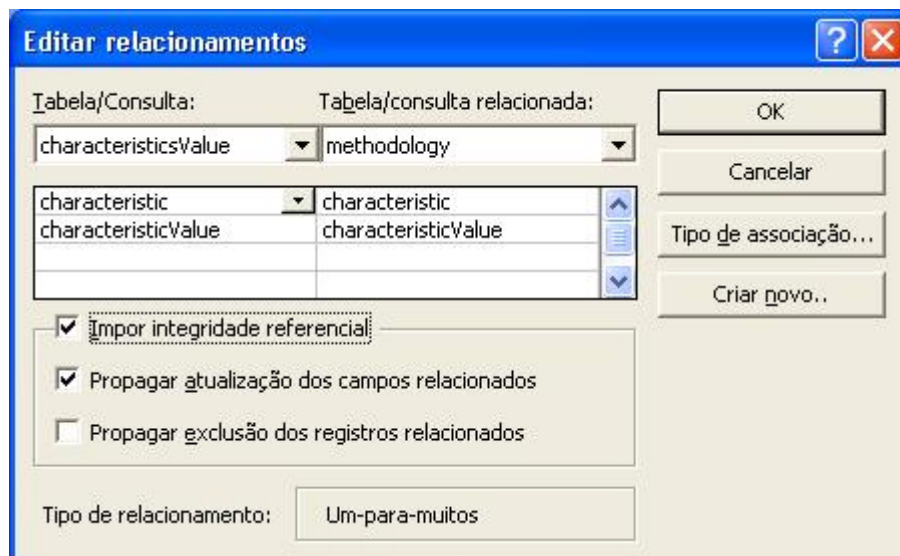 Editar relacionamentos
Tabela/Consulta:
Tabela/consulta relacionada:
characteristicsValue
methodology
characteristic
characteristic
characteristicValue
characteristicValue
Impor integridade referencial
Propagar atualização dos campos relacionados
Propagar exclusão dos registros relacionados
Tipo de relacionamento:
Um-para-muitos
OK
Cancelar
Tipo de associação...
Criar novo..